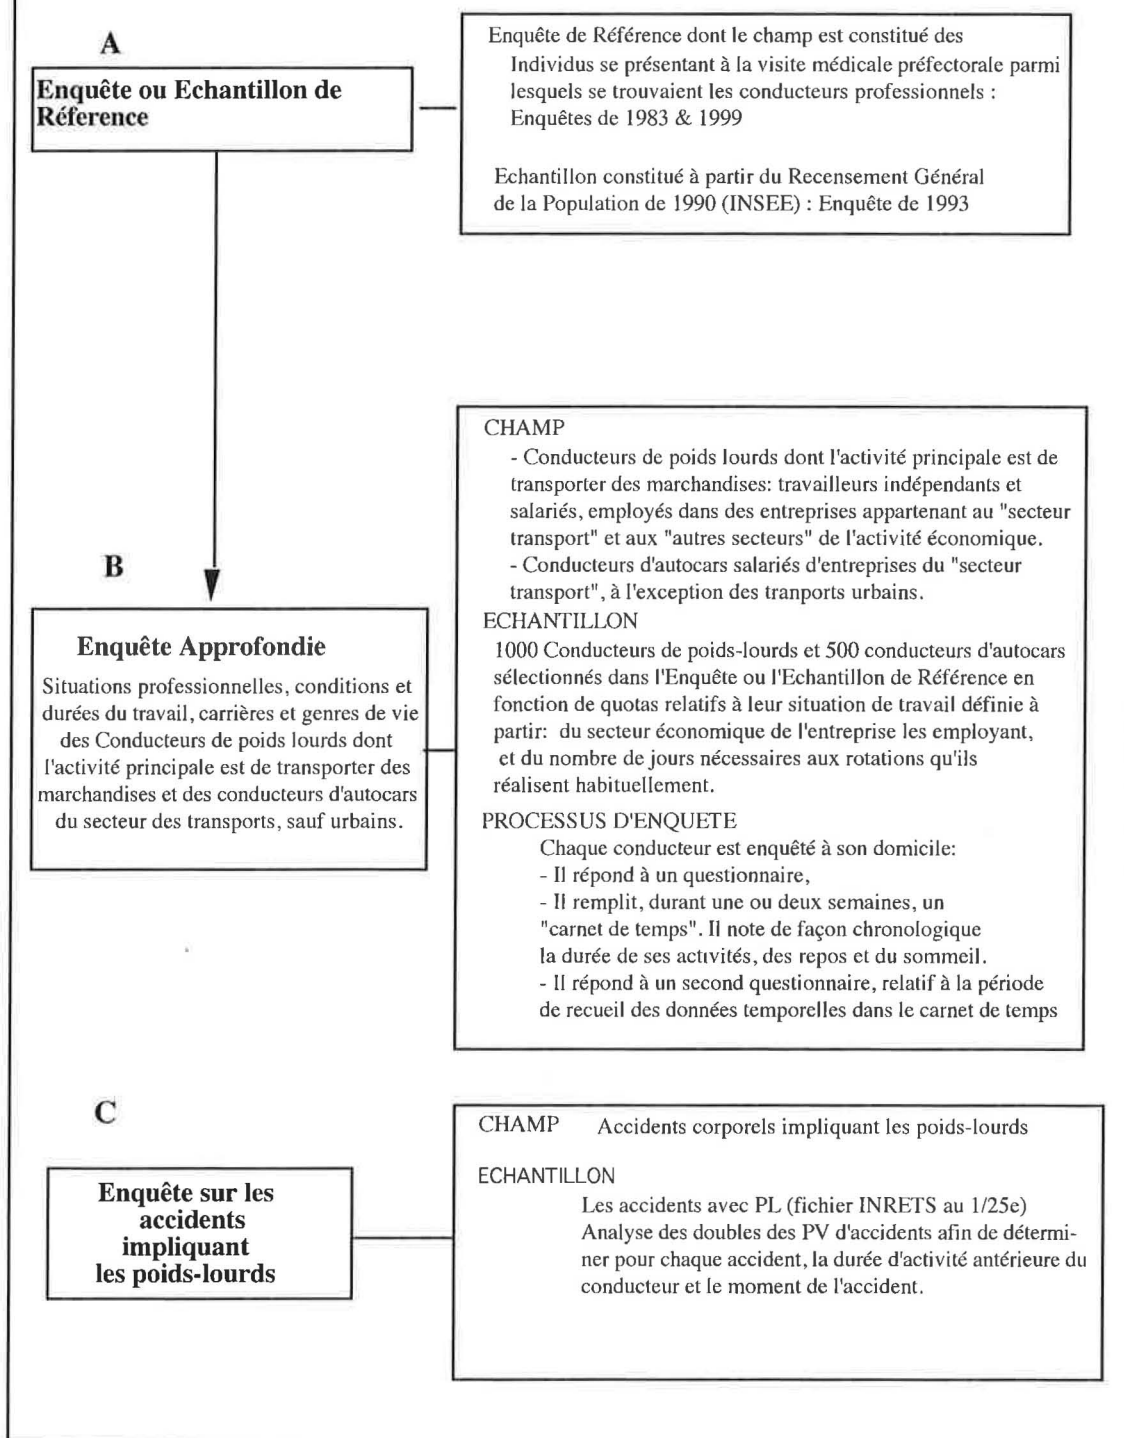 A
Enquête ou Echantillon de
Réference
Enquête de Référence dont le champ est constitué des
Individus se présentant à la visite médicale préfectorale parmi
lesquels se trouvaient les conducteurs professionnels :
Enquêtes de 1983 & 1999
Echantillon constitué à partir du Recensement Général
de la Population de 1990 (INSEE) : Enquête de 1993
B
Enquête Approfondie
Situations professionnelles, conditions et
durées du travail, carrières et genres de vie
des Conducteurs de poids lourds dont
l'activité principale est de transporter des
marchandises et des conducteurs d'autocars
du secteur des transports, sauf urbains.
CHAMP
- Conducteurs de poids lourds dont l'activité principale est de
transporter des marchandises: travailleurs indépendants et
salariés, employés dans des entreprises appartenant au "secteur
transport" et aux "autres secteurs" de l'activité économique.
- Conducteurs d'autocars salariés d'entreprises du "secteur
transport", à l'exception des tranports urbains.
ECHANTILLON
1000 Conducteurs de poids-lourds et 500 conducteurs d'autocars
sélectionnés dans l'Enquête ou l'Echantillon de Référence en
fonction de quotas relatifs à leur situation de travail définie à
partir: du secteur économique de l'entreprise les employant,
et du nombre de jours nécessaires aux rotations qu'ils
réalisent habituellement.
PROCESSUS D'ENQUETE
Chaque conducteur est enquêté à son domicile:
- Il répond à un questionnaire,
- Il remplit, durant une ou deux semaines, un
"carnet de temps". Il note de façon chronologique
la durée de ses activités, des repos et du sommeil.
- Il répond à un second questionnaire, relatif à la période
de recueil des données temporelles dans le carnet de temps
C
Enquête sur les
accidents
impliquant
les poids-lourds
CHAMP Accidents corporels impliquant les poids-lourds
ECHANTILLON
Les accidents avec PL (fichier INRETS au 1/25e)
Analyse des doubles des PV d'accidents afin de détermi-
ner pour chaque accident, la durée d'activité antérieure du
conducteur et le moment de l'accident.